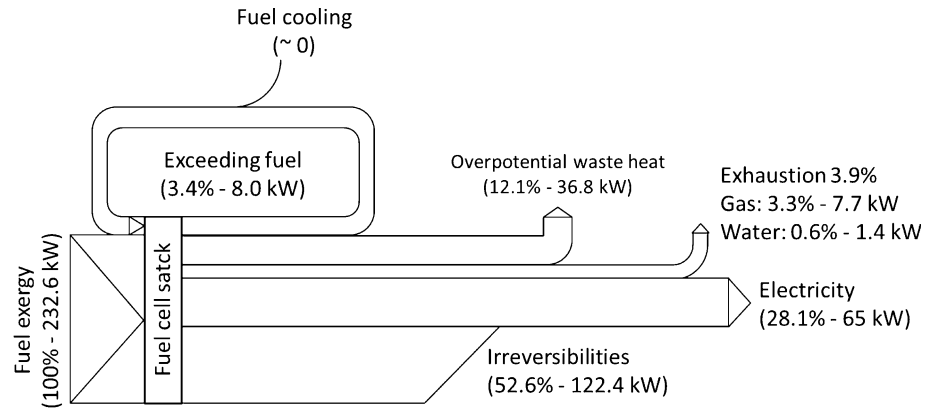 Fuel cooling
(~ 0)
Exceeding fuel
(3.4% - 8.0 kW)
Overpotential waste heat
(12.1% - 36.8 kW)
Exhaustion 3.9%
Gas: 3.3% - 7.7 kW
Water: 0.6% - 1.4 kW
Fuel exergy
(100% - 232.6 kW)
Fuel cell satck
Electricity
(28.1% - 65 kW)
Irreversibilities
(52.6% - 122.4 kW)